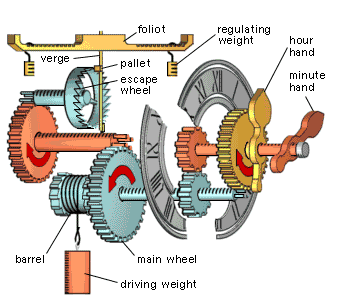 foliot
regulating
weight
verge
pallet
escape
wheel
hour
hand
minute
hand
barrel
main wheel
driving weight